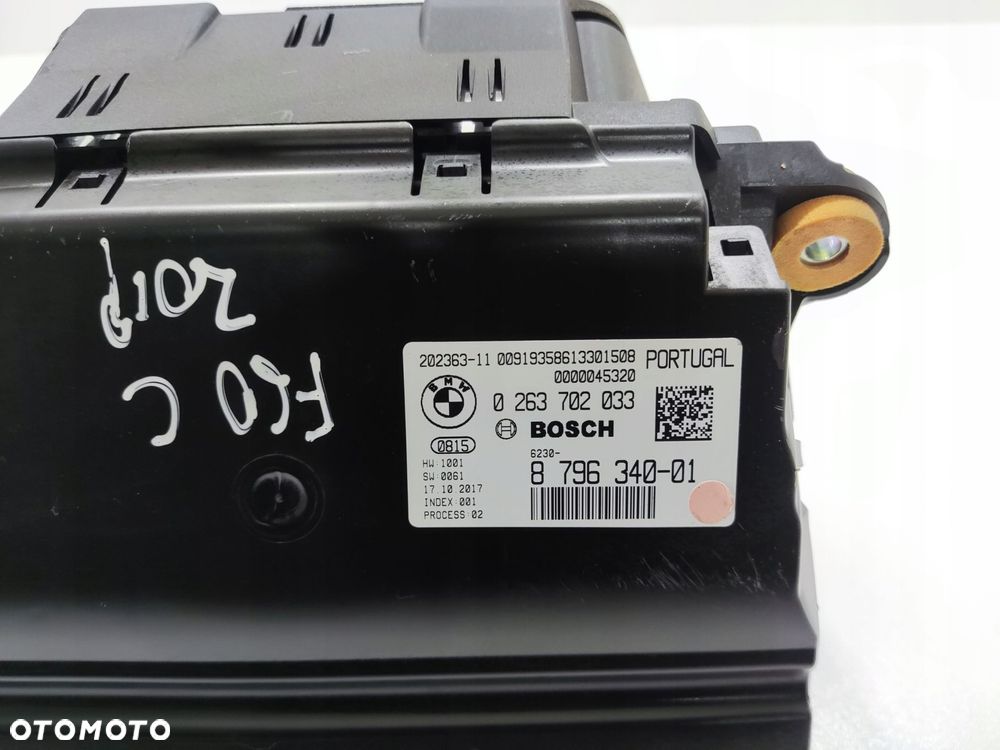 202363-11 00919358613301508 PORTUGAL
0000045320
BMW
0 263 702 033
BOSCH
0815
6230-
8 796 340-01
HW:1001
SW:0061
17.10.2017
INDEX:001
PROCESS:02
F60 C
OTOMOTO